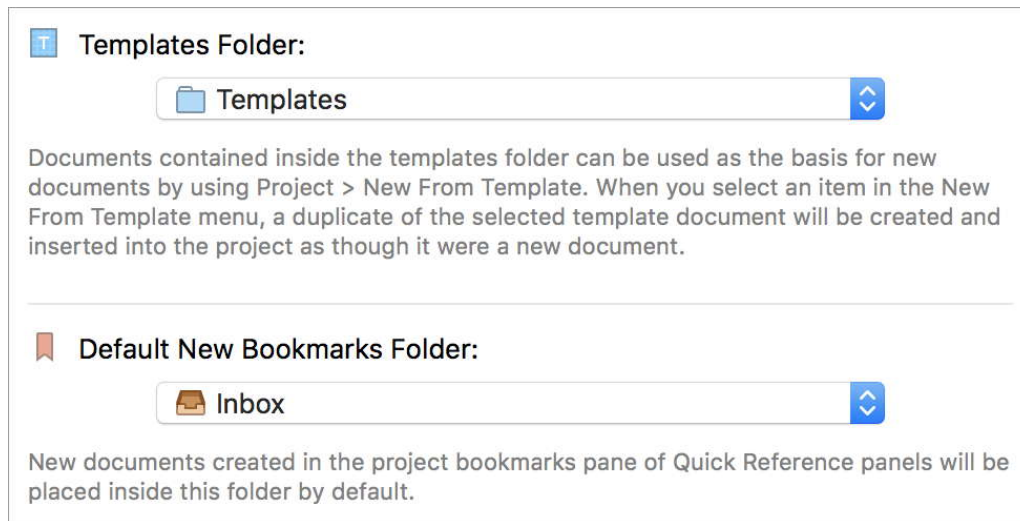 T
Templates Folder:
Templates
Documents contained inside the templates folder can be used as the basis for new
documents by using Project > New From Template. When you select an item in the New
From Template menu, a duplicate of the selected template document will be created and
inserted into the project as though it were a new document.
Default New Bookmarks Folder:
Inbox
New documents created in the project bookmarks pane of Quick Reference panels will be
placed inside this folder by default.